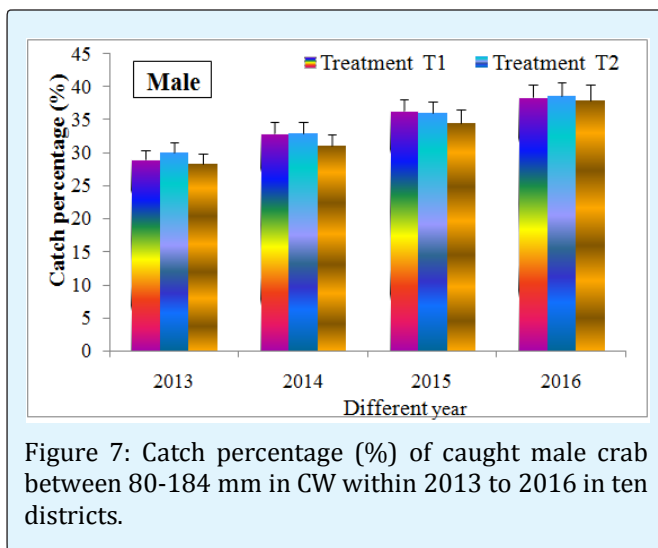 45
40
35
30
25
20
15
10
5
0
Catch percentage (%)
Male
Treatment T1
Treatment T2
2013 2014 2015 2016
Different year
Figure 7: Catch percentage (%) of caught male crab
between 80-184 mm in CW within 2013 to 2016 in ten
districts.